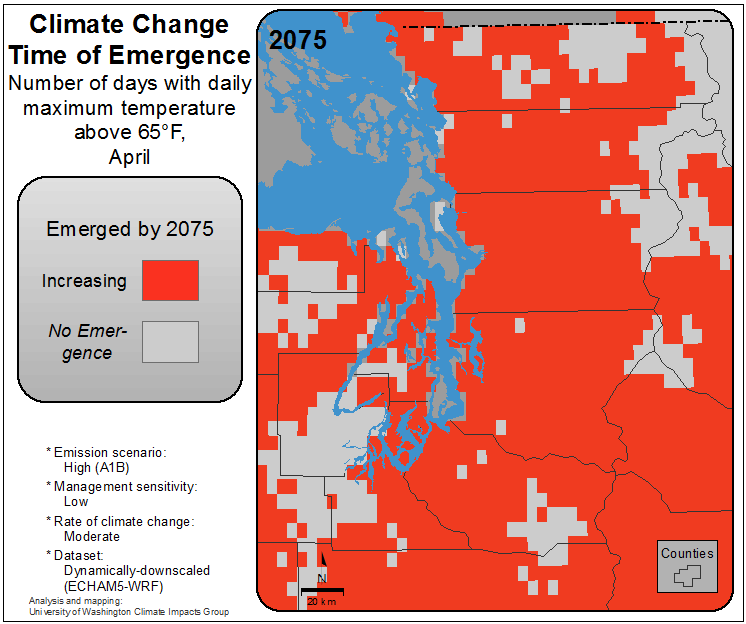 Climate Change
Time of Emergence
Number of days with daily
maximum temperature
above 65°F,
April
Emerged by 2075
Increasing
No Emer-
gence
* Emission scenario:
High (A1B)
* Management sensitivity:
Low
* Rate of climate change:
Moderate
* Dataset:
Dynamically-downscaled
(ECHAM5-WRF)
Analysis and mapping:
University of Washington Climate Impacts Group
2075
N
20 km
Counties